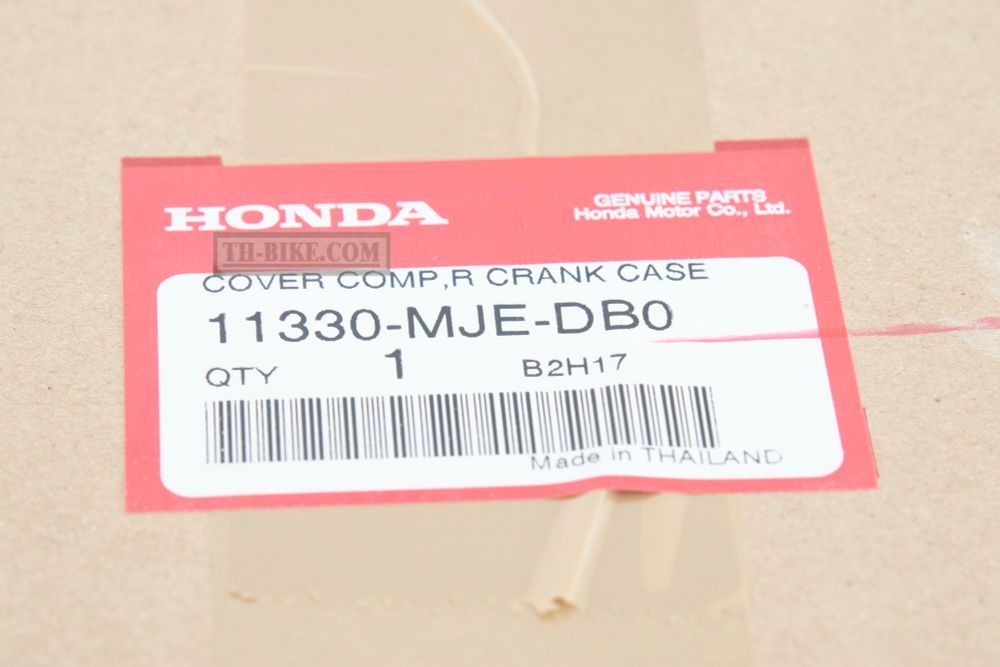 HONDA
GENUINE PARTS
Honda Motor Co., Ltd.
TH-BIKE.COM
COVER COMP,R CRANK CASE
11330-MJE-DB0
QTY 1 B2H17
Made in THAILAND